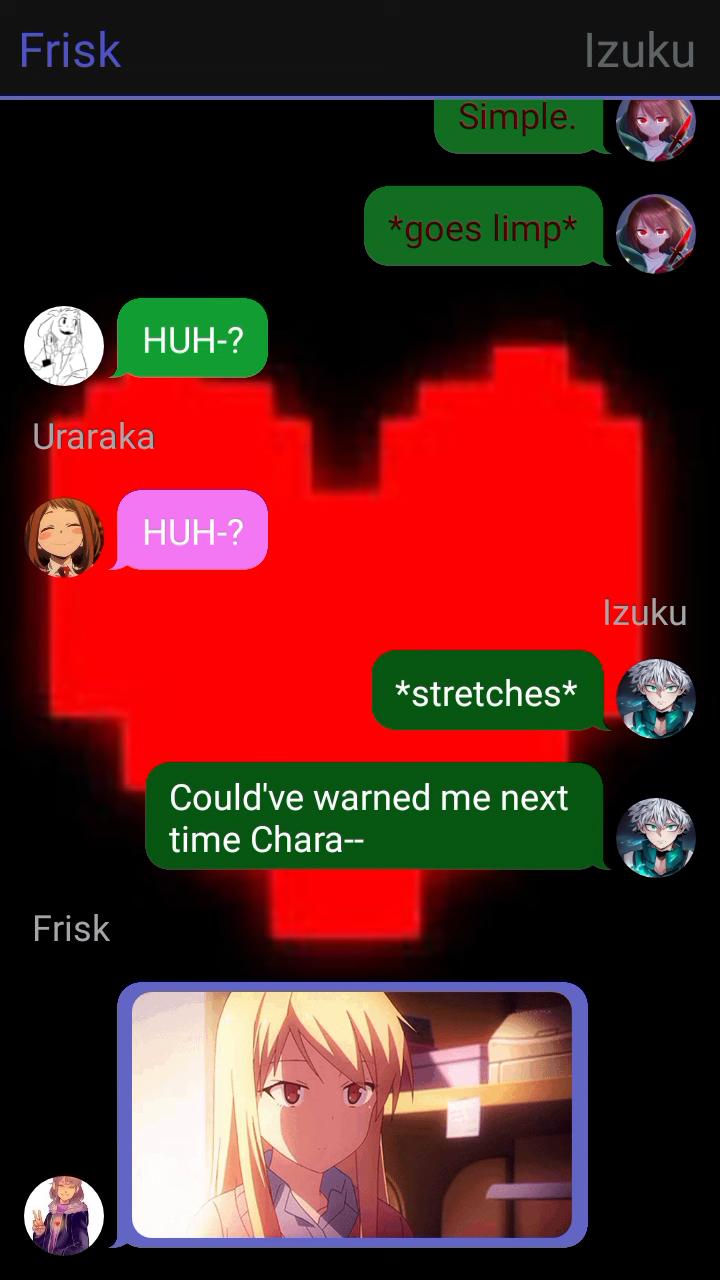 Frisk
Izuku
Simple.
*goes limp*
HUH-?
Uraraka
HUH-?
Izuku
*stretches*
Could've warned me next
time Chara--
Frisk